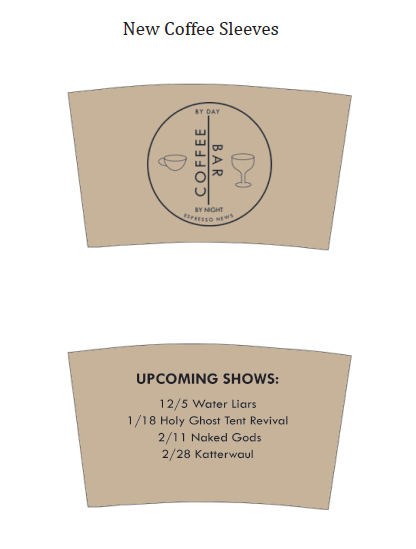 New Coffee Sleeves
BY DAY
COFFEE
BAR
BY NIGHT
ESPRESSO NEWS
UPCOMING SHOWS:
12/5 Water Liars
1/18 Holy Ghost Tent Revival
2/11 Naked Gods
2/28 Katterwaul